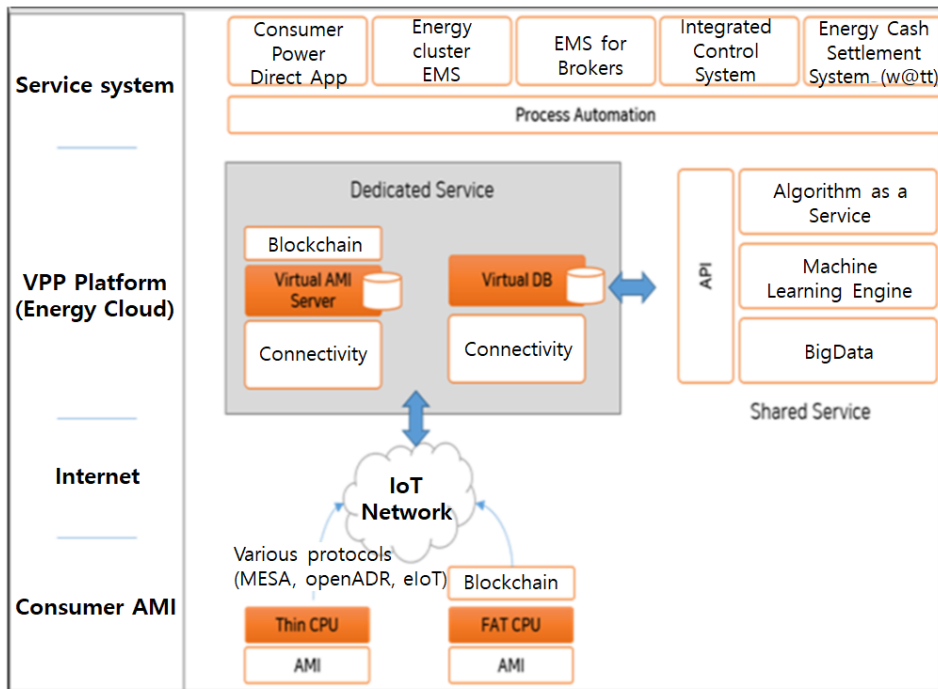 Service system
Consumer
Power
Direct App
Energy
cluster
EMS
EMS for
Brokers
Integrated
Control
System
Energy Cash
Settlement
System (w@tt)
Process Automation
VPP Platform
(Energy Cloud)
Dedicated Service
Blockchain
Virtual AMI
Server
Connectivity
Virtual DB
Connectivity
API
Algorithm as a
Service
Machine
Learning Engine
BigData
Shared Service
Internet
IoT
Network
Consumer AMI
Various protocols
(MESA, openADR, eIoT)
Thin CPU
AMI
Blockchain
FAT CPU
AMI